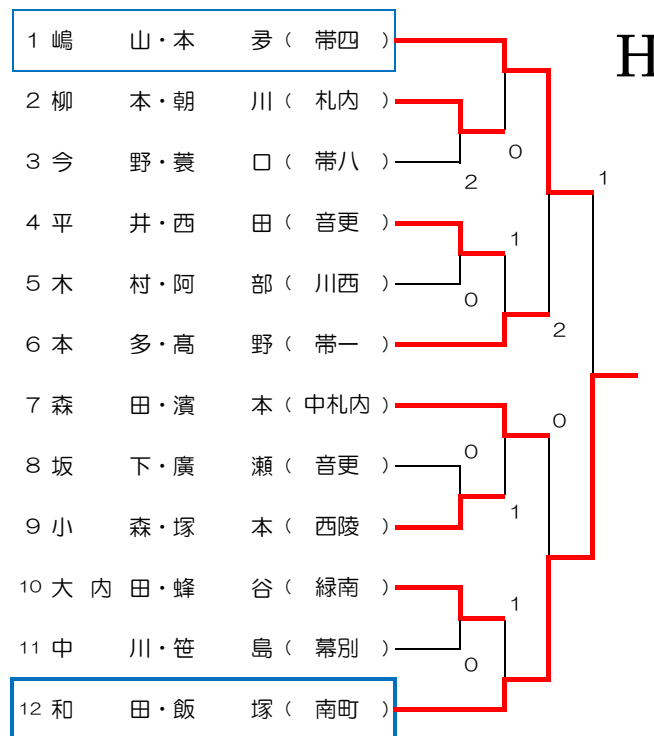 1 嶋 山・本 多 ( 帯四 )
H
2 柳 本・朝 川 ( 札内 )
0
3 今 野・蓑 口 ( 帯八 )
2
1
4 平 井・西 田 ( 音更 )
1
5 木 村・阿 部 ( 川西 )
0
2
6 本 多・髙 野 ( 帯一 )
7 森 田・濱 本 ( 中札内 )
0
8 坂 下・廣 瀬 ( 音更 )
0
9 小 森・塚 本 ( 西陵 )
1
10 大 内 田・蜂 谷 ( 緑南 )
1
11 中 川・笹 島 ( 幕別 )
0
12 和 田・飯 塚 ( 南町 )